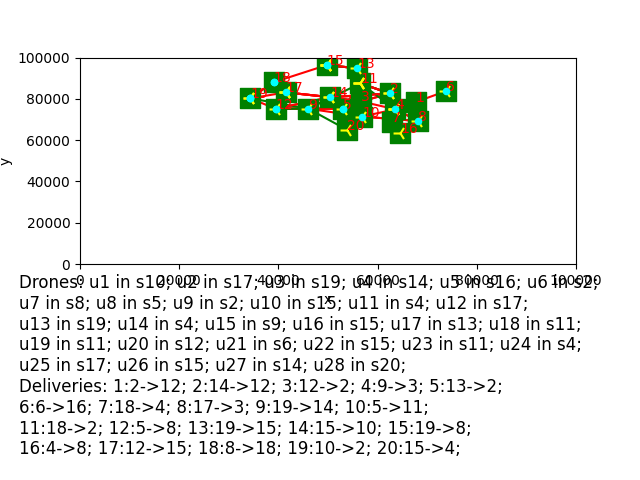 100000
80000
60000
40000
20000
0
y
15
0 20000 40000 60000 80000 100000
x
Drones: u1 in u2 in s17; u3 in s19; u4 in s14; u5 in s16; u6 in s2;
u7 in s8; u8 in s5; u9 in s2; u10 in s15; u11 in s4; u12 in s17;
u13 in s19; u14 in s4; u15 in s9; u16 in s15; u17 in s13; u18 in s11;
u19 in s11; u20 in s12; u21 in s6; u22 in s15; u23 in s11; u24 in s4;
u25 in s17; u26 in s15; u27 in s14; u28 in s20;
Deliveries: 1:2->12; 2:14->12; 3:12->2; 4:9->3; 5:13->2;
6:6->16; 7:18->4; 8:17->3; 9:19->14; 10:5->11;
11:18->2; 12:5->8; 13:19->15; 14:15->10; 15:19->8;
16:4->8; 17:12->15; 18:8->18; 19:10->2; 20:15->4;